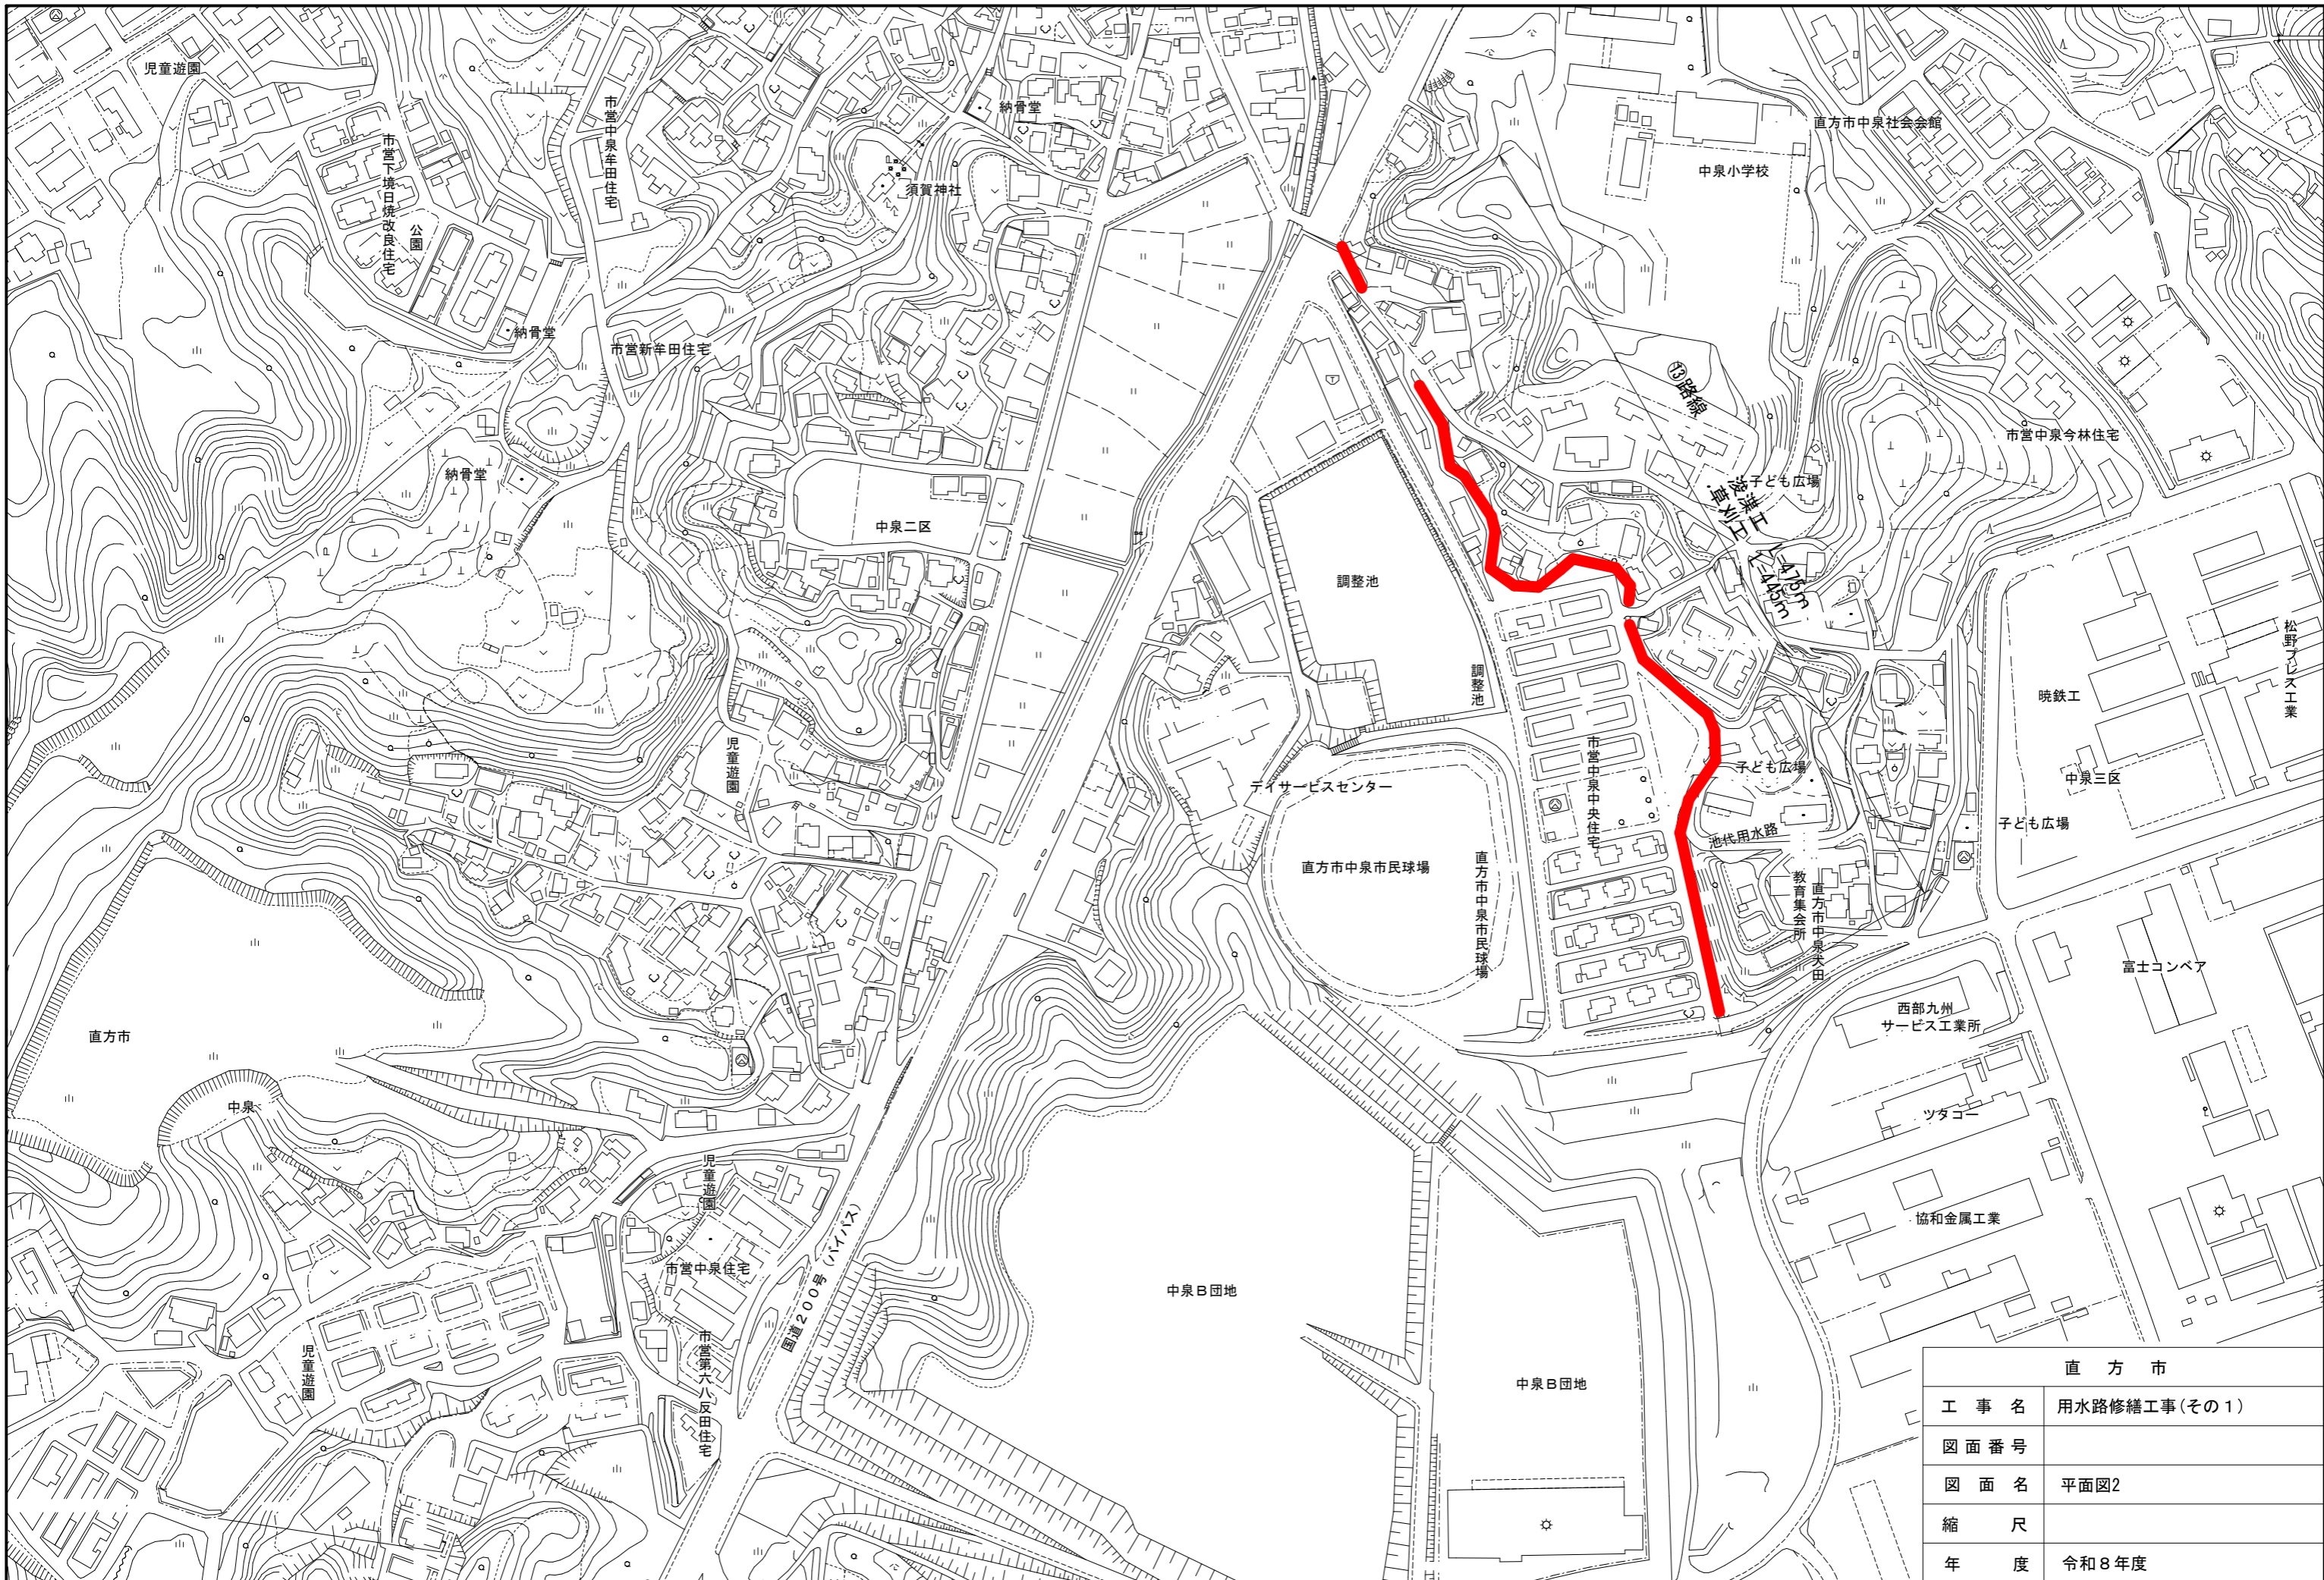 児童遊園
市営下境日焼改良住宅
公園
市営中泉牟田住宅
納骨堂
須賀神社
納骨堂
市営新牟田住宅
納骨堂
中泉二区
中泉小学校
直方市中泉社会会館
⑬路線
子ども広場
浚渫工 L=475m
草刈工 L=445m
市営中泉今林住宅
調整池
調整池
松野プレス工業
暁鉄工
中泉三区
子ども広場
児童遊園
デイサービスセンター
直方市中泉市民球場
直方市中泉市民球場
市営中泉中央住宅
子ども広場
池代用水路
直方市中泉犬田
教育集会所
富士コンベア
西部九州
サービス工業所
ツタコー
協和金属工業
直方市
中泉
児童遊園
市営中泉住宅
国道200号(バイパス)
児童遊園
市営第六八反田住宅
中泉B団地
中泉B団地
直方市
工事名 用水路修繕工事(その1)
図面番号
図面名 平面図2
縮尺
年度 令和8年度